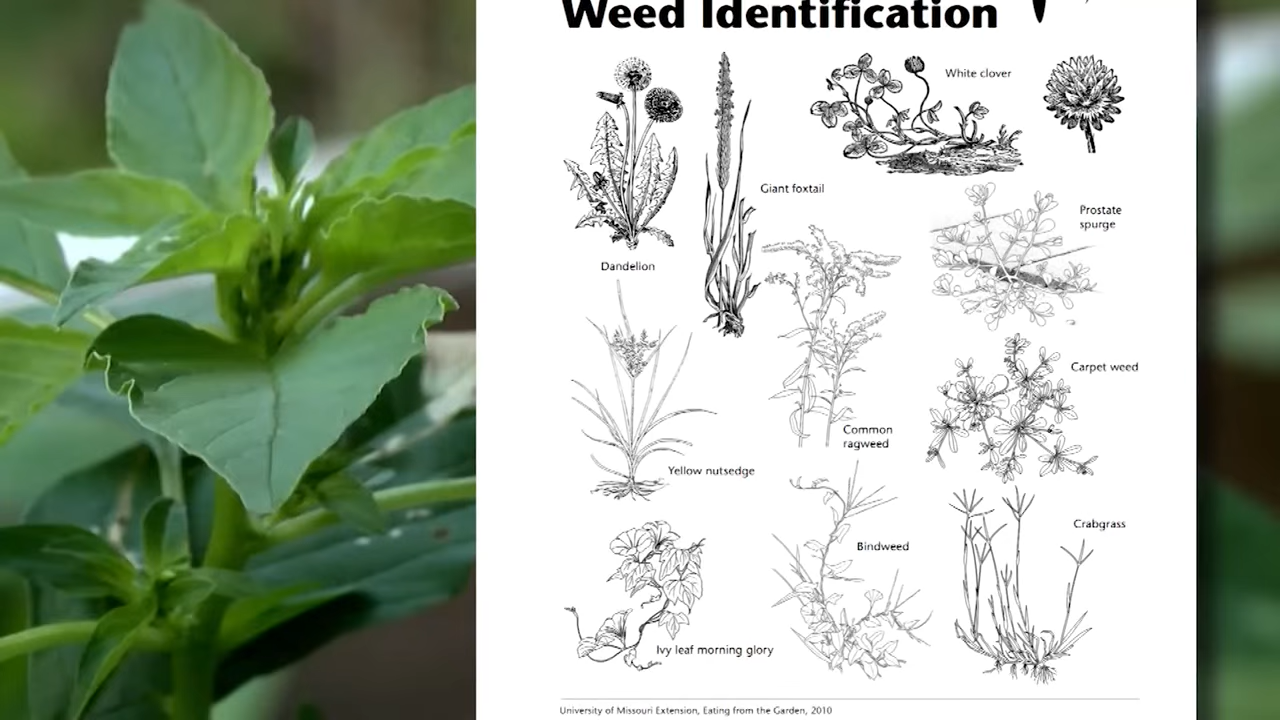 Weed Identification
White clover
Giant foxtail
Prostate
spurge
Dandelion
Carpet weed
Common
ragweed
Yellow nutsedge
Crabgrass
Bindweed
Ivy leaf morning glory
University of Missouri Extension, Eating from the Garden, 2010